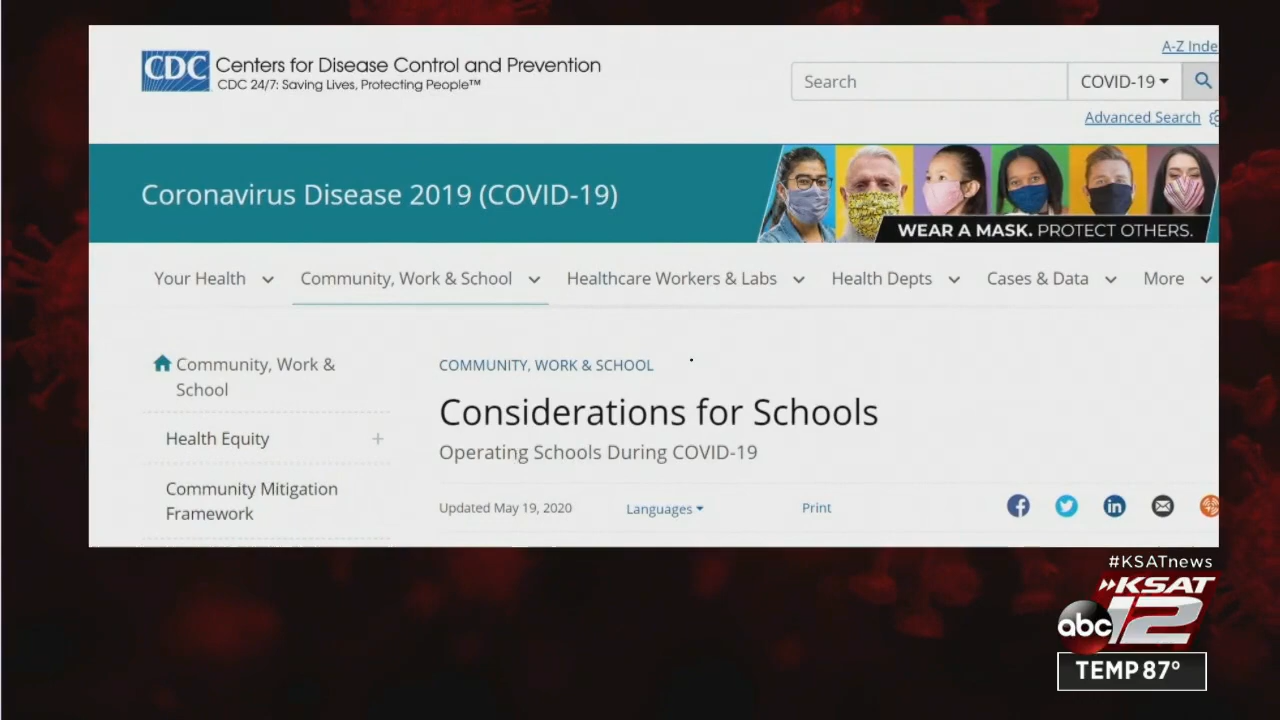 CDC Centers for Disease Control and Prevention
CDC 24/7: Saving Lives, Protecting People™
A-Z Inde
Search
COVID-19
Advanced Search
Coronavirus Disease 2019 (COVID-19)
WEAR A MASK. PROTECT OTHERS.
Your Health Community, Work & School Healthcare Workers & Labs Health Depts Cases & Data More
Community, Work &
School
Health Equity +
Community Mitigation
Framework
COMMUNITY, WORK & SCHOOL
Considerations for Schools
Operating Schools During COVID-19
Updated May 19, 2020 Languages Print
#KSATnews
KSAT
abc 12
TEMP 87°